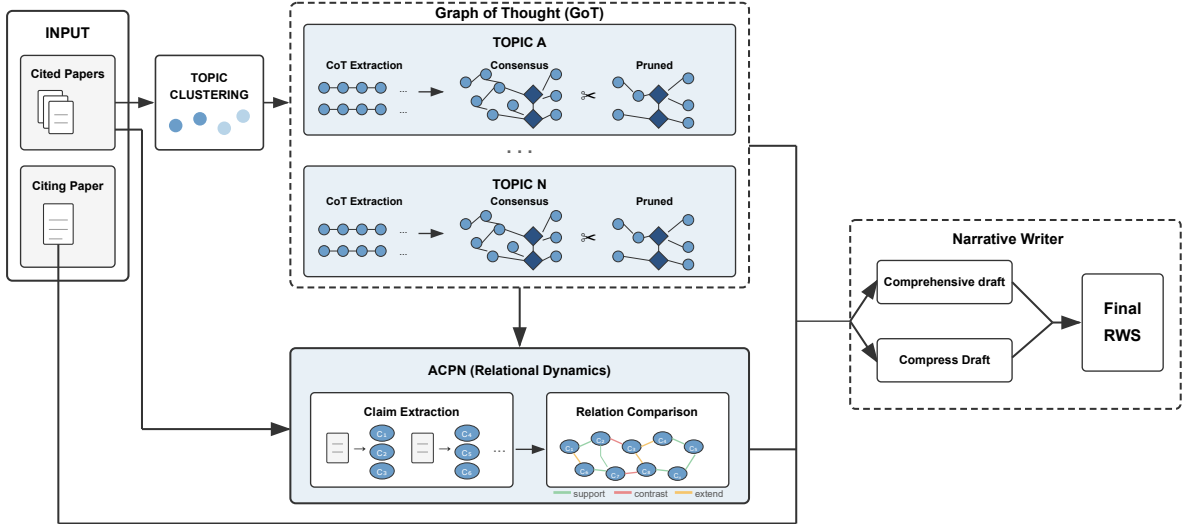 INPUT
Cited Papers
Citing Paper
TOPIC
CLUSTERING
Graph of Thought (GoT)
TOPIC A
CoT Extraction
...
...
Consensus
Pruned
...
TOPIC N
CoT Extraction
...
...
Consensus
Pruned
ACPN (Relational Dynamics)
Claim Extraction
C₁
C₂
C₃
C₄
C₅
C₆
...
Relation Comparison
support
contrast
extend
Narrative Writer
Comprehensive draft
Compress Draft
Final
RWS